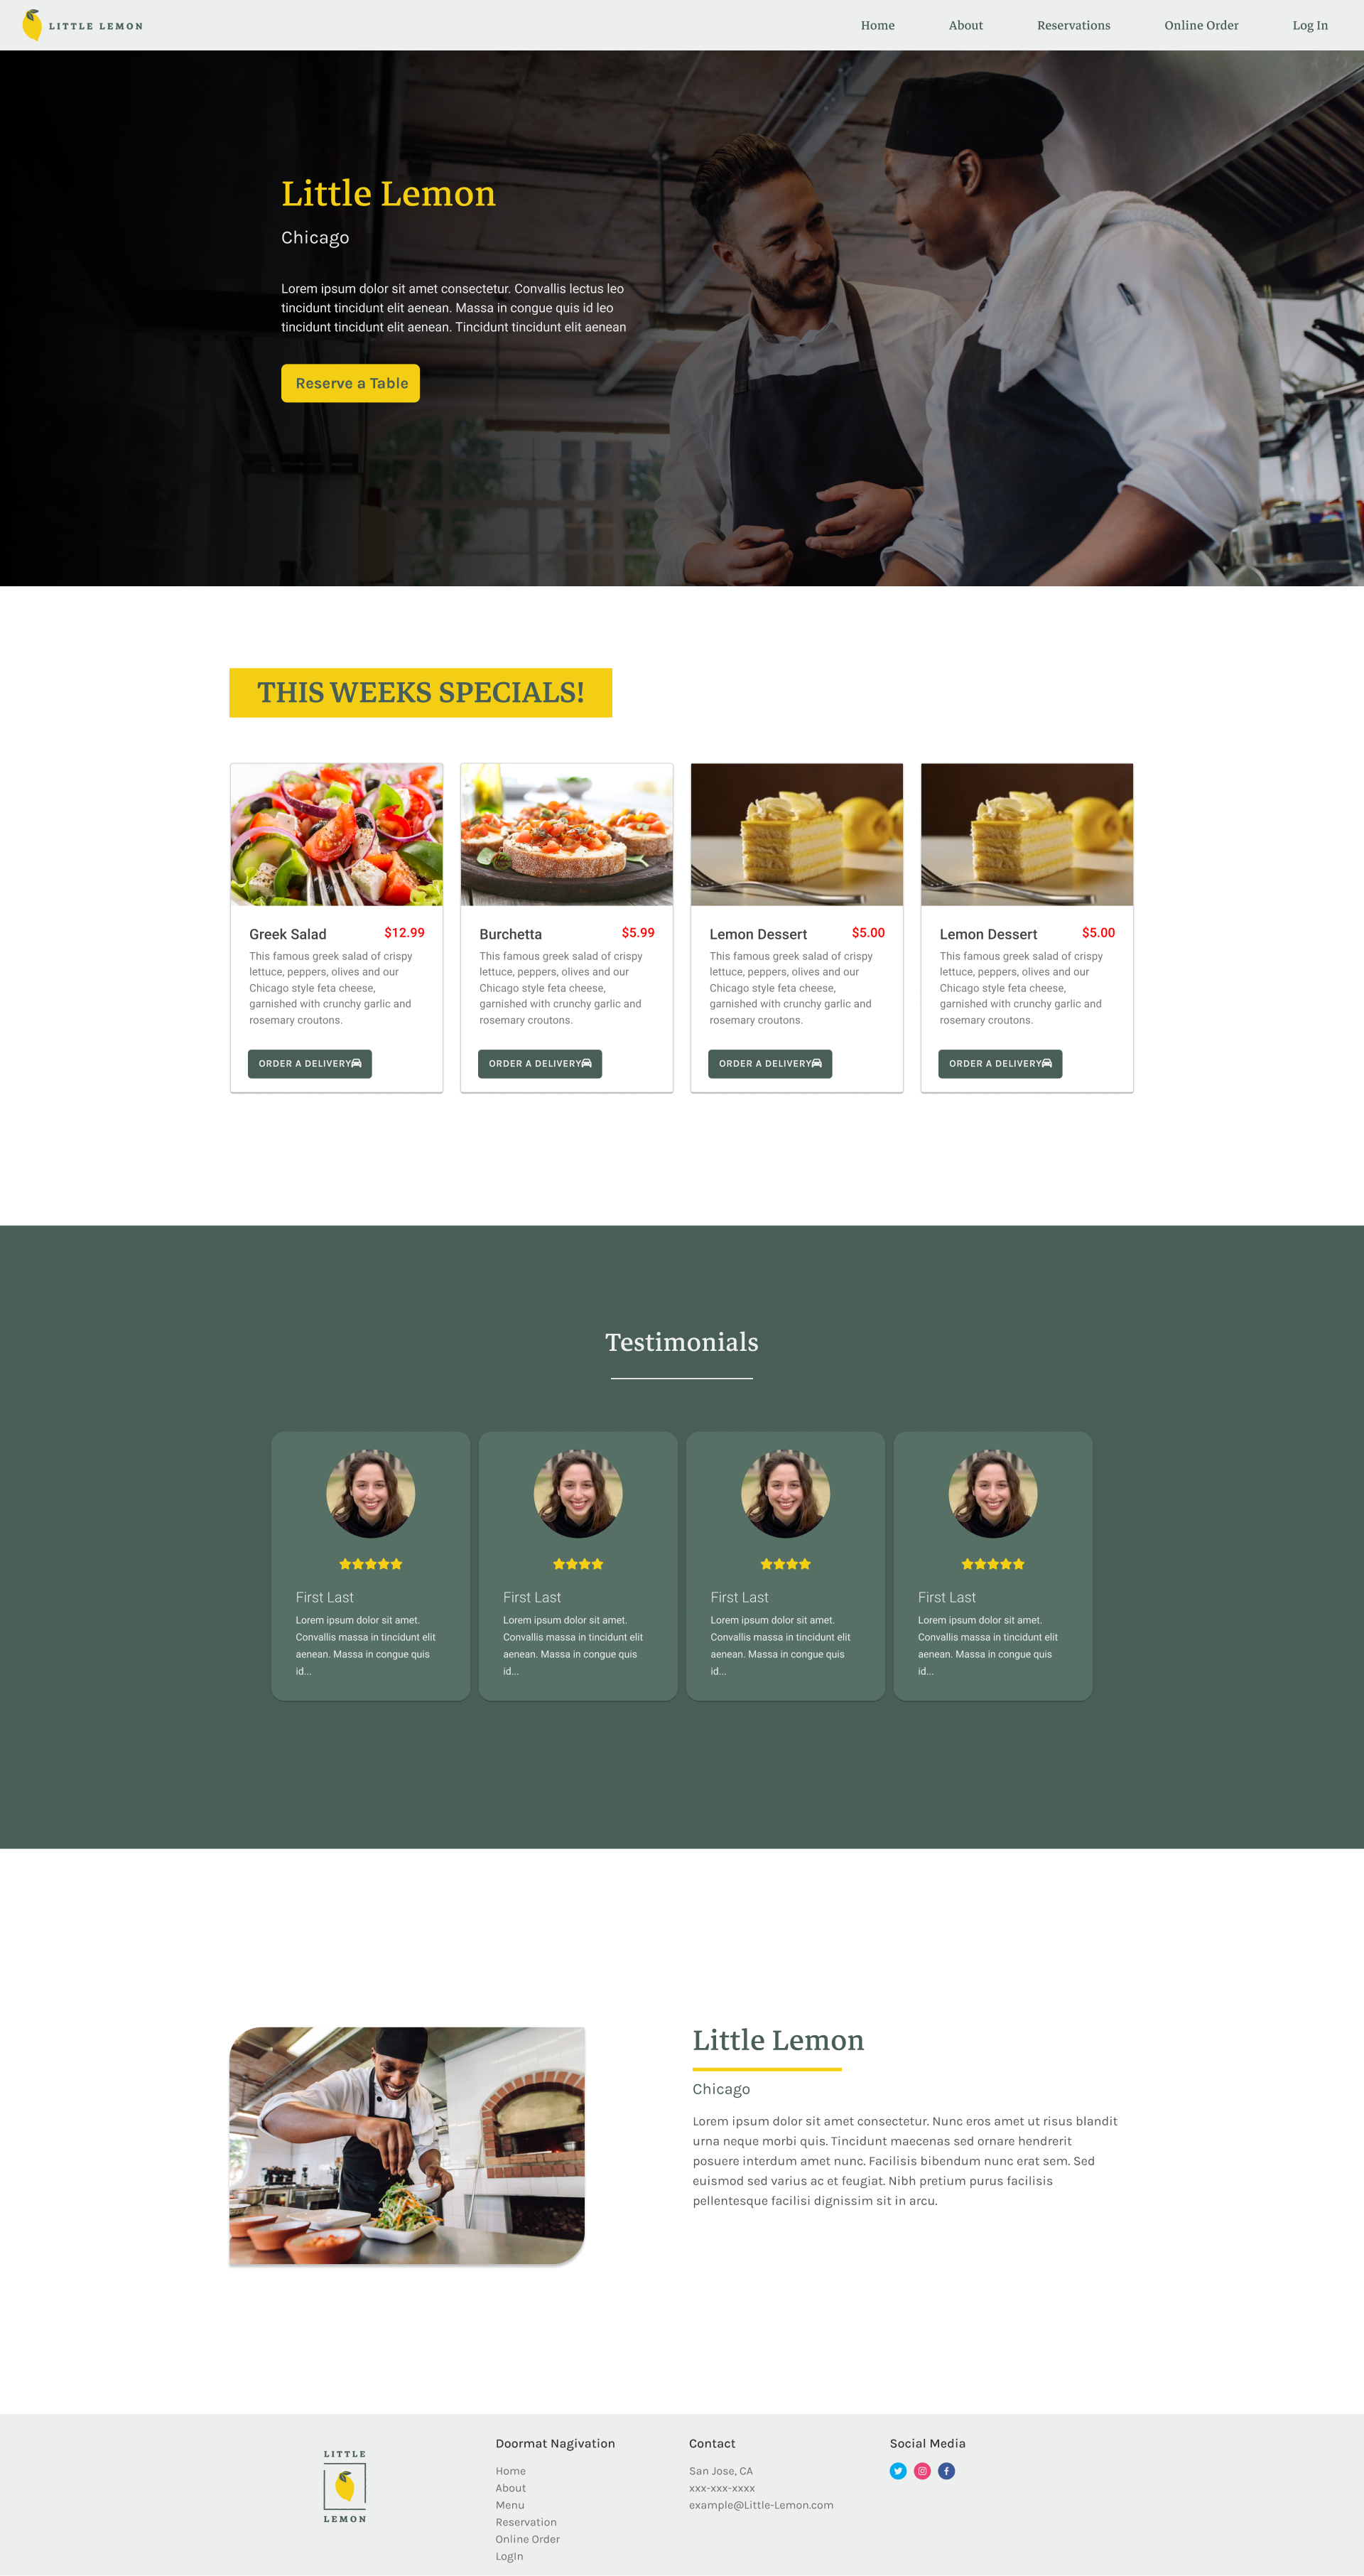 LITTLE LEMON
Home About Reservations Online Order Log In
Little Lemon
Chicago
Lorem ipsum dolor sit amet consectetur. Convallis lectus leo
tincidunt tincidunt elit aenean. Massa in congue quis id leo
tincidunt tincidunt elit aenean. Tincidunt tincidunt elit aenean
Reserve a Table
THIS WEEKS SPECIALS!
Greek Salad $12.99
This famous greek salad of crispy
lettuce, peppers, olives and our
Chicago style feta cheese,
garnished with crunchy garlic and
rosemary croutons.
ORDER A DELIVERY
Burchetta $5.99
This famous greek salad of crispy
lettuce, peppers, olives and our
Chicago style feta cheese,
garnished with crunchy garlic and
rosemary croutons.
ORDER A DELIVERY
Lemon Dessert $5.00
This famous greek salad of crispy
lettuce, peppers, olives and our
Chicago style feta cheese,
garnished with crunchy garlic and
rosemary croutons.
ORDER A DELIVERY
Lemon Dessert $5.00
This famous greek salad of crispy
lettuce, peppers, olives and our
Chicago style feta cheese,
garnished with crunchy garlic and
rosemary croutons.
ORDER A DELIVERY
Testimonials
First Last
Lorem ipsum dolor sit amet.
Convallis massa in tincidunt elit
aenean. Massa in congue quis
id...
First Last
Lorem ipsum dolor sit amet.
Convallis massa in tincidunt elit
aenean. Massa in congue quis
id...
First Last
Lorem ipsum dolor sit amet.
Convallis massa in tincidunt elit
aenean. Massa in congue quis
id...
First Last
Lorem ipsum dolor sit amet.
Convallis massa in tincidunt elit
aenean. Massa in congue quis
id...
Little Lemon
Chicago
Lorem ipsum dolor sit amet consectetur. Nunc eros amet ut risus blandit
urna neque morbi quis. Tincidunt maecenas sed ornare hendrerit
posuere interdum amet nunc. Facilisis bibendum nunc erat sem. Sed
euismod sed varius ac et feugiat. Nibh pretium purus facilisis
pellentesque facilisi dignissim sit in arcu.
LITTLE
LEMON
Doormat Nagivation
Home
About
Menu
Reservation
Online Order
LogIn
Contact
San Jose, CA
xxx-xxx-xxxx
example@Little-Lemon.com
Social Media